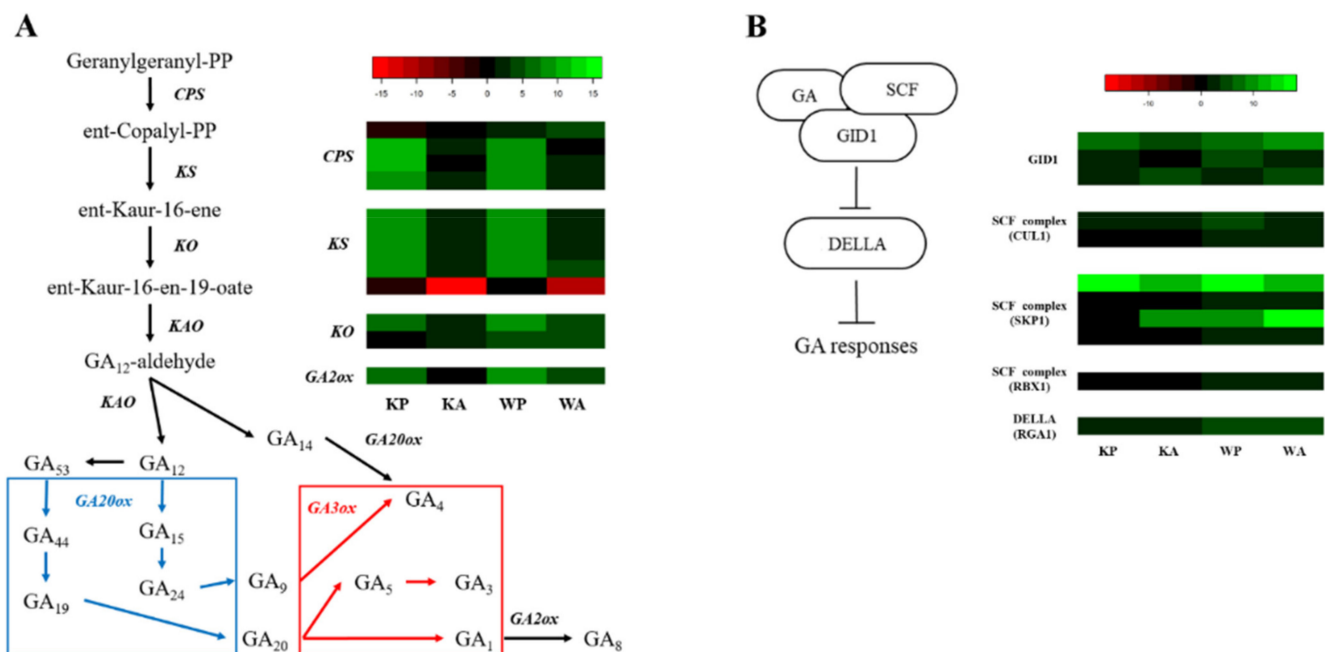 A
Geranylgeranyl-PP
CPS
ent-Copalyl-PP
KS
ent-Kaur-16-ene
KO
ent-Kaur-16-en-19-oate
KAO
GA12-aldehyde
KAO
GA14
GA20ox
GA53
GA12
GA20ox
GA3ox
GA4
GA44
GA15
GA24
GA9
GA5
GA3
GA19
GA20
GA1
GA2ox
GA8
-15 -10 -5 0 5 10 15
CPS
KS
KO
GA2ox
KP KA WP WA
B
GA
SCF
GID1
DELLA
GA responses
-10 0 10
GID1
SCF complex
(CUL1)
SCF complex
(SKP1)
SCF complex
(RBX1)
DELLA
(RGA1)
KP KA WP WA